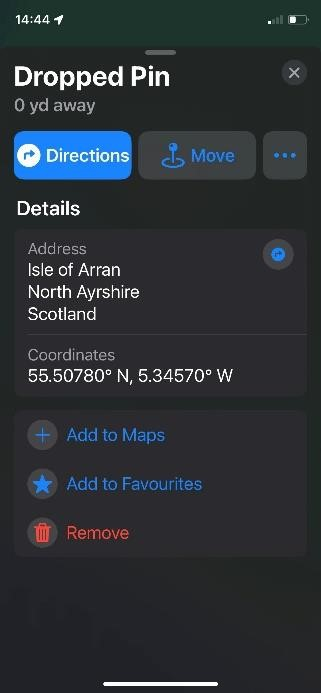 14:44
Dropped Pin
0 yd away
Directions
Move
Details
Address
Isle of Arran
North Ayrshire
Scotland
Coordinates
55.50780° N, 5.34570° W
Add to Maps
Add to Favourites
Remove